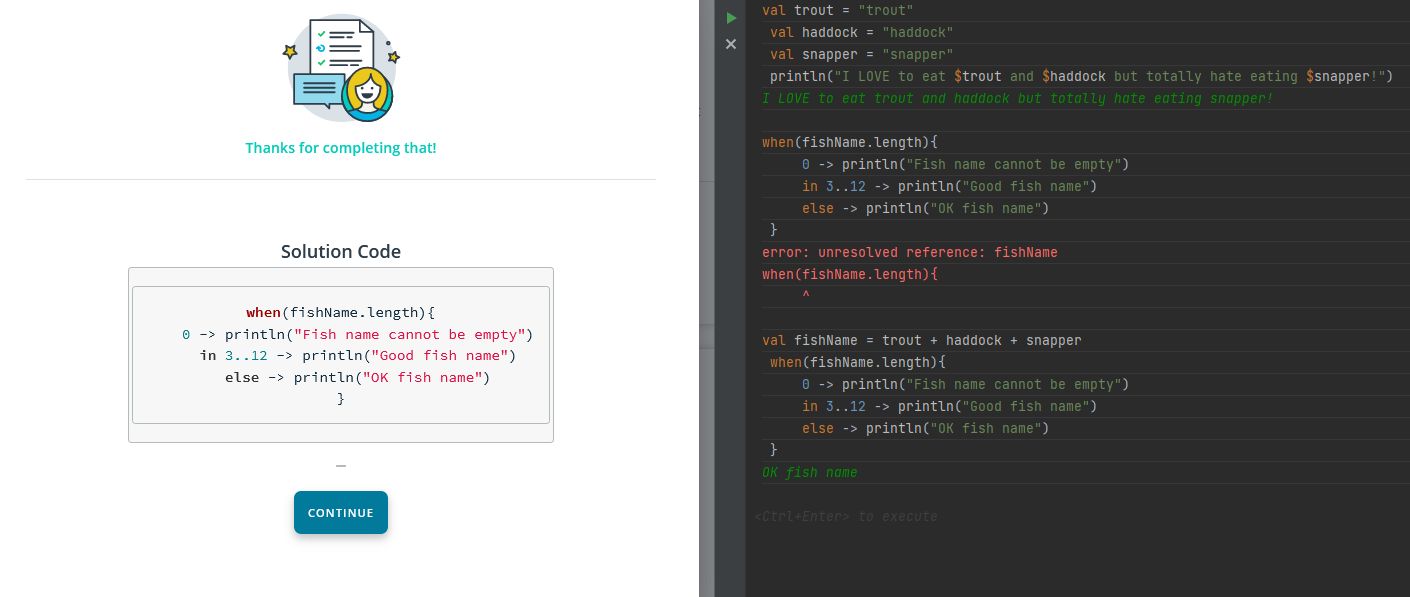 Thanks for completing that!
Solution Code
when(fishName.length){
0 -> println("Fish name cannot be empty")
in 3..12 -> println("Good fish name")
else -> println("OK fish name")
}
CONTINUE
val trout = "trout"
val haddock = "haddock"
val snapper = "snapper"
println("I LOVE to eat $trout and $haddock but totally hate eating $snapper!")
I LOVE to eat trout and haddock but totally hate eating snapper!
when(fishName.length){
0 -> println("Fish name cannot be empty")
in 3..12 -> println("Good fish name")
else -> println("OK fish name")
}
error: unresolved reference: fishName
when(fishName.length){
^
val fishName = trout + haddock + snapper
when(fishName.length){
0 -> println("Fish name cannot be empty")
in 3..12 -> println("Good fish name")
else -> println("OK fish name")
}
OK fish name
<Ctrl+Enter> to execute